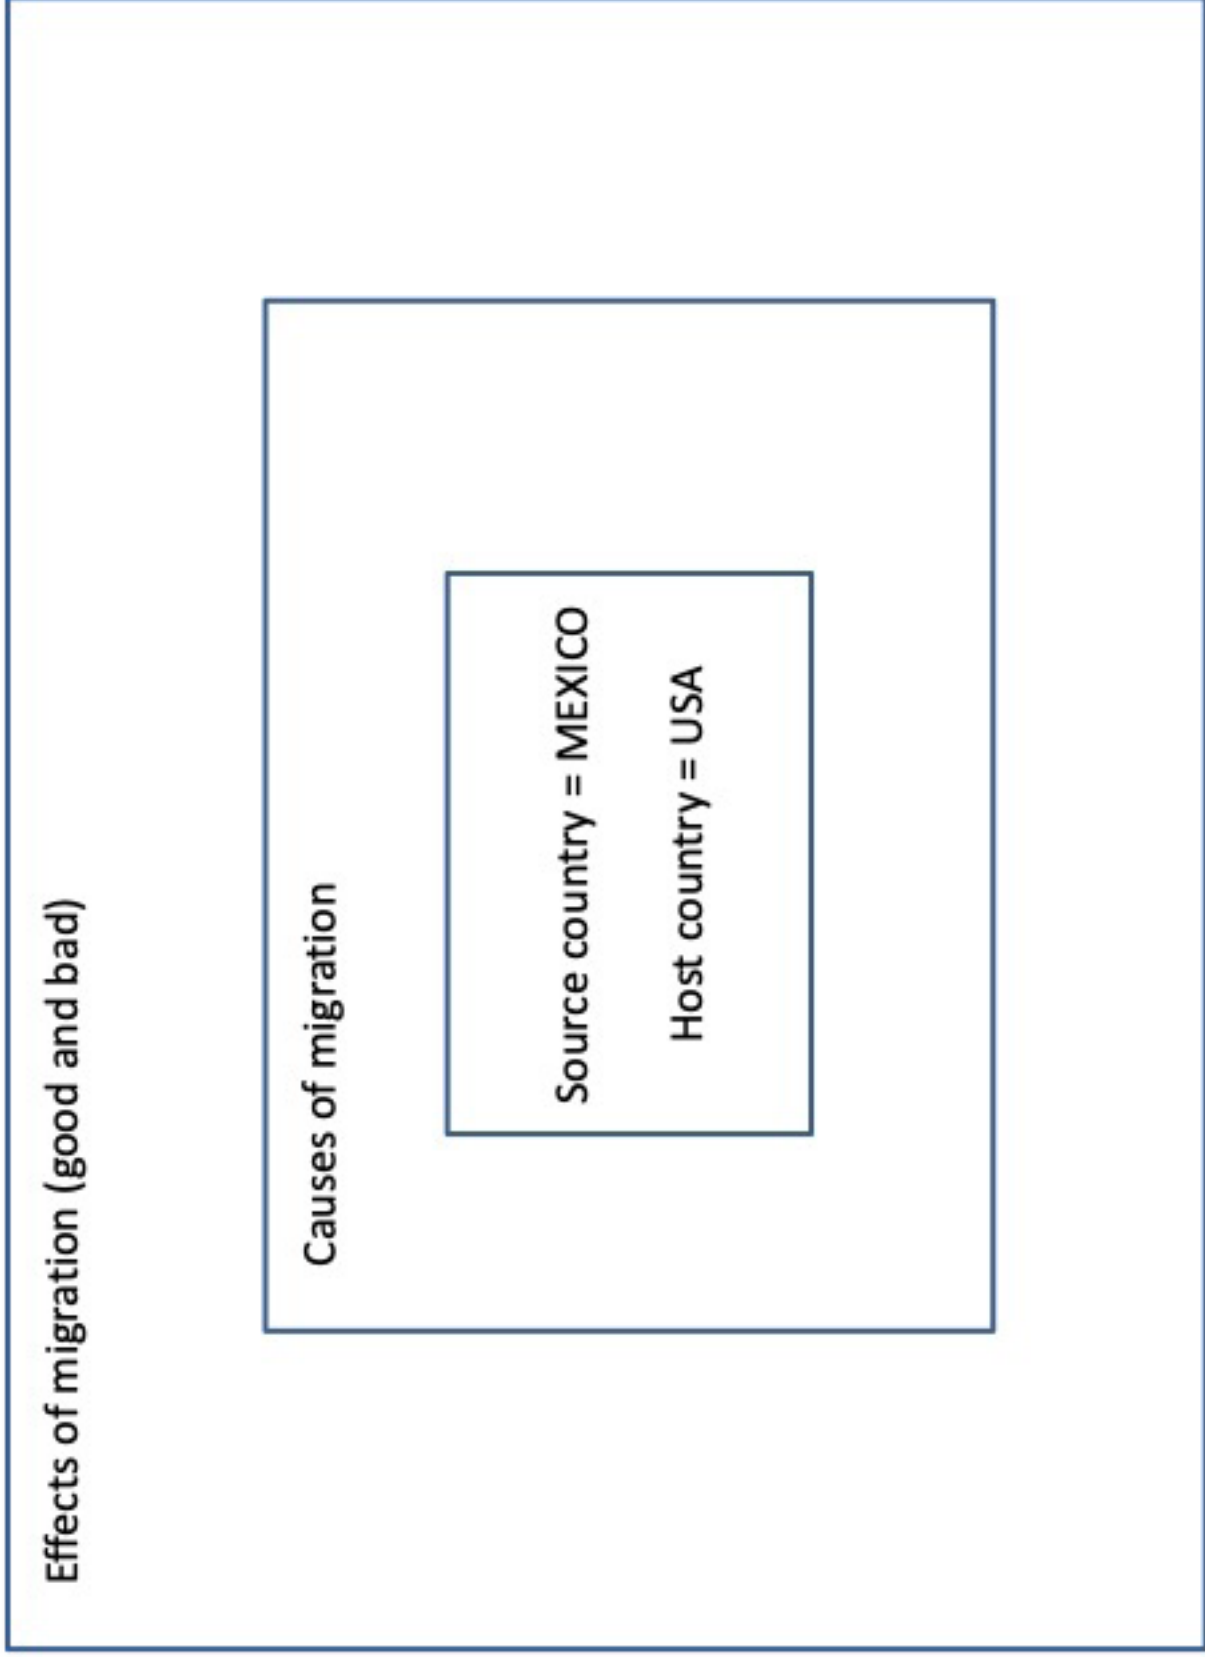 Effects of migration (good and bad)
Causes of migration
Source country = MEXICO
Host country = USA